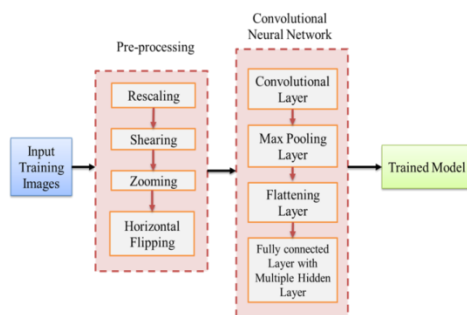 Convolutional
Neural Network
Pre-processing
Rescaling
Shearing
Zooming
Horizontal
Flipping
Input
Training
Images
Convolutional
Layer
Max Pooling
Layer
Flattening
Layer
Fully connected
Layer with
Multiple Hidden
Layer
Trained Model